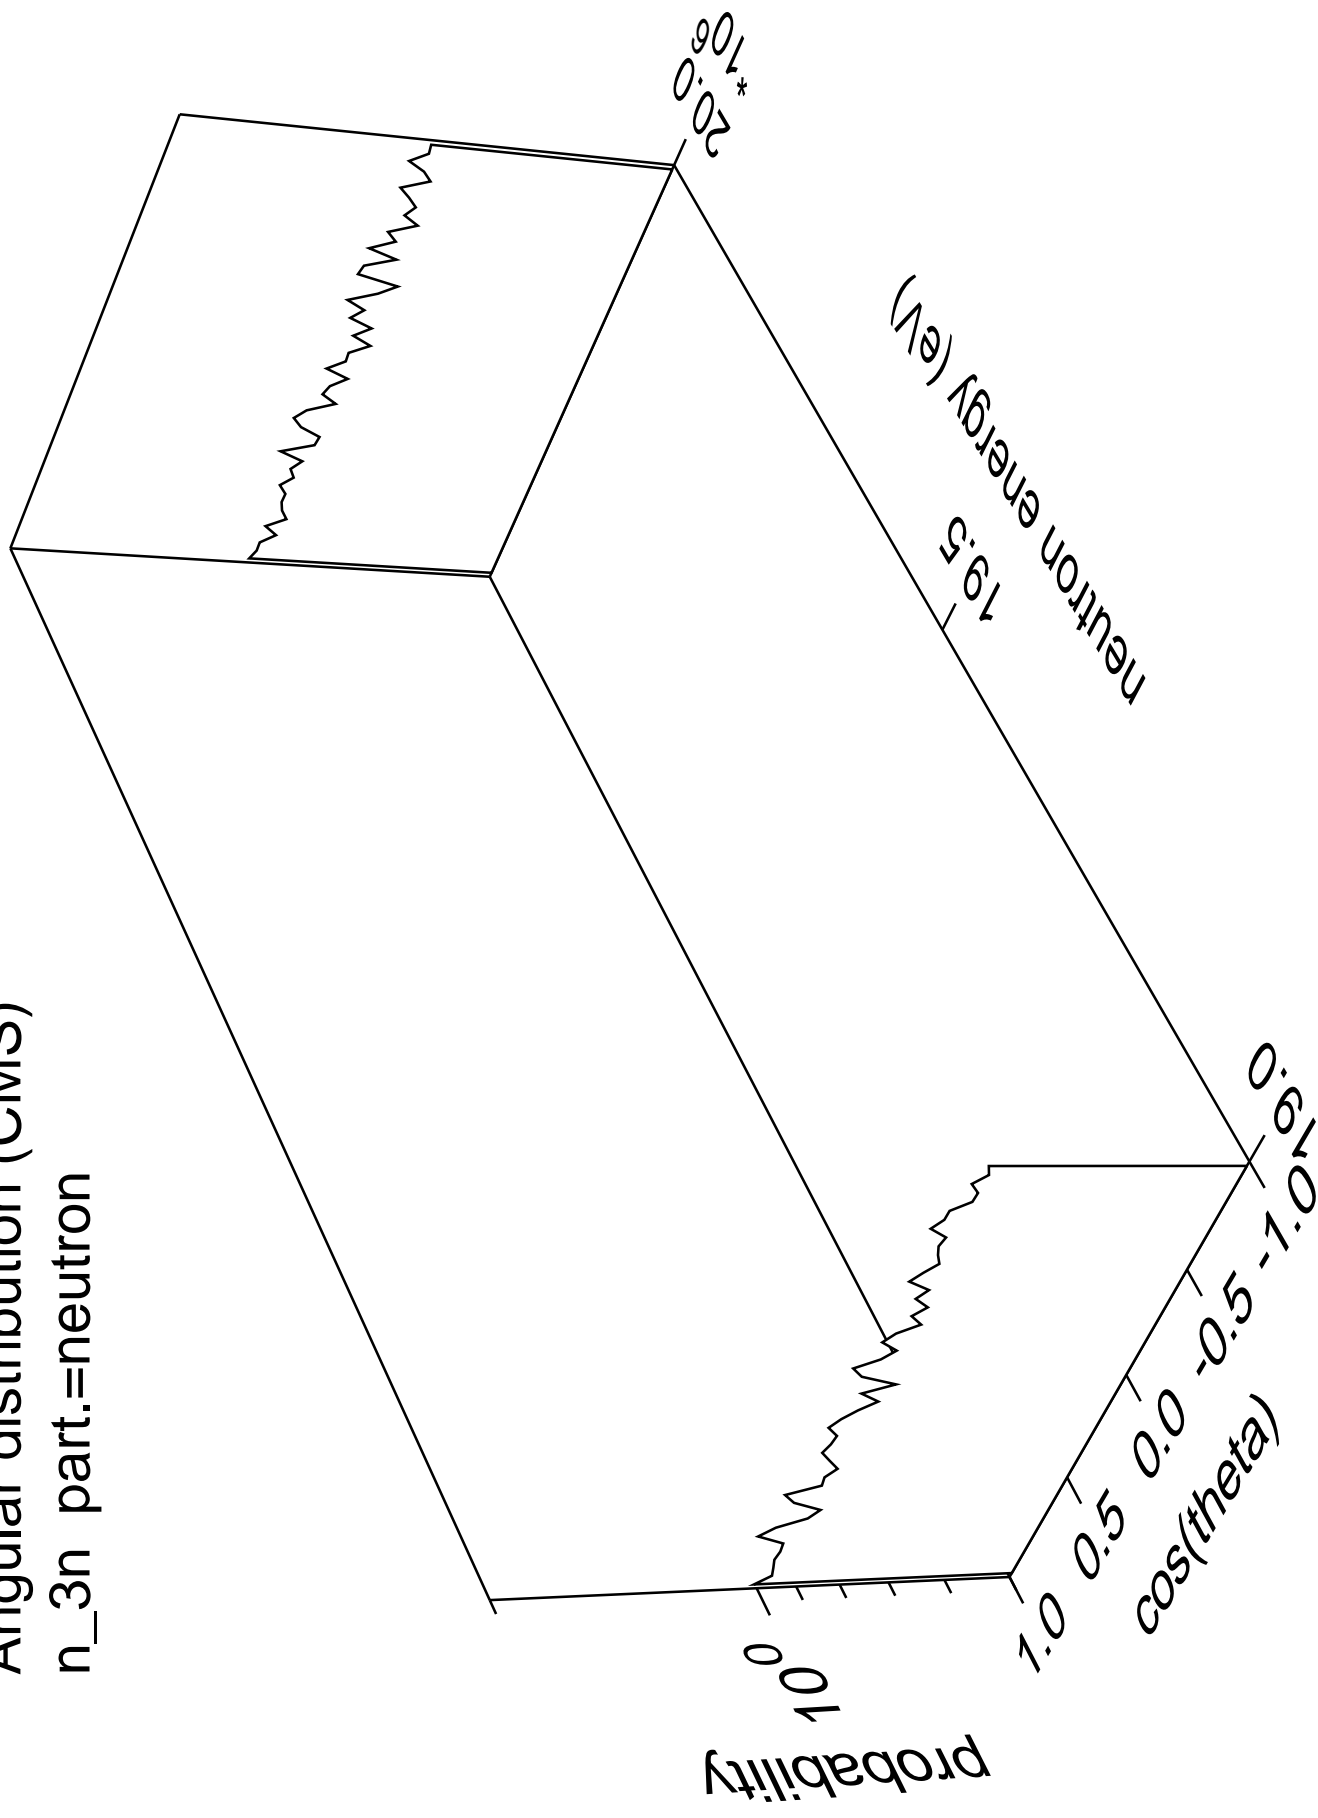 Angular distribution (CMS)
n_3n part.=neutron
probability
10 0
1.0 0.5 0.0 -0.5 -1.0
cos(theta)
19.0 19.5 20.0
* 10 6
neutron energy (eV)